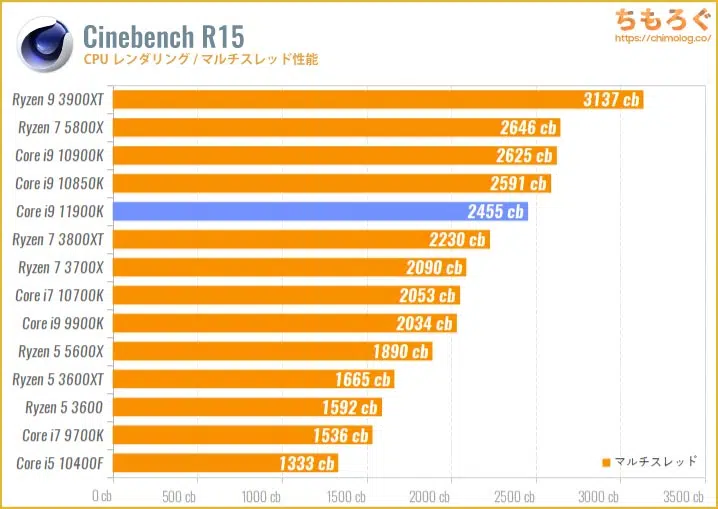 Cinebench R15
CPU レンダリング / マルチスレッド性能
ちもろぐ
https://chimolog.co/
Ryzen 9 3900XT 3137 cb
Ryzen 7 5800X 2646 cb
Core i9 10900K 2625 cb
Core i9 10850K 2591 cb
Core i9 11900K 2455 cb
Ryzen 7 3800XT 2230 cb
Ryzen 7 3700X 2090 cb
Core i7 10700K 2053 cb
Core i9 9900K 2034 cb
Ryzen 5 5600X 1890 cb
Ryzen 5 3600XT 1665 cb
Ryzen 5 3600 1592 cb
Core i7 9700K 1536 cb
Core i5 10400F 1333 cb
マルチスレッド
0 cb 500 cb 1000 cb 1500 cb 2000 cb 2500 cb 3000 cb 3500 cb